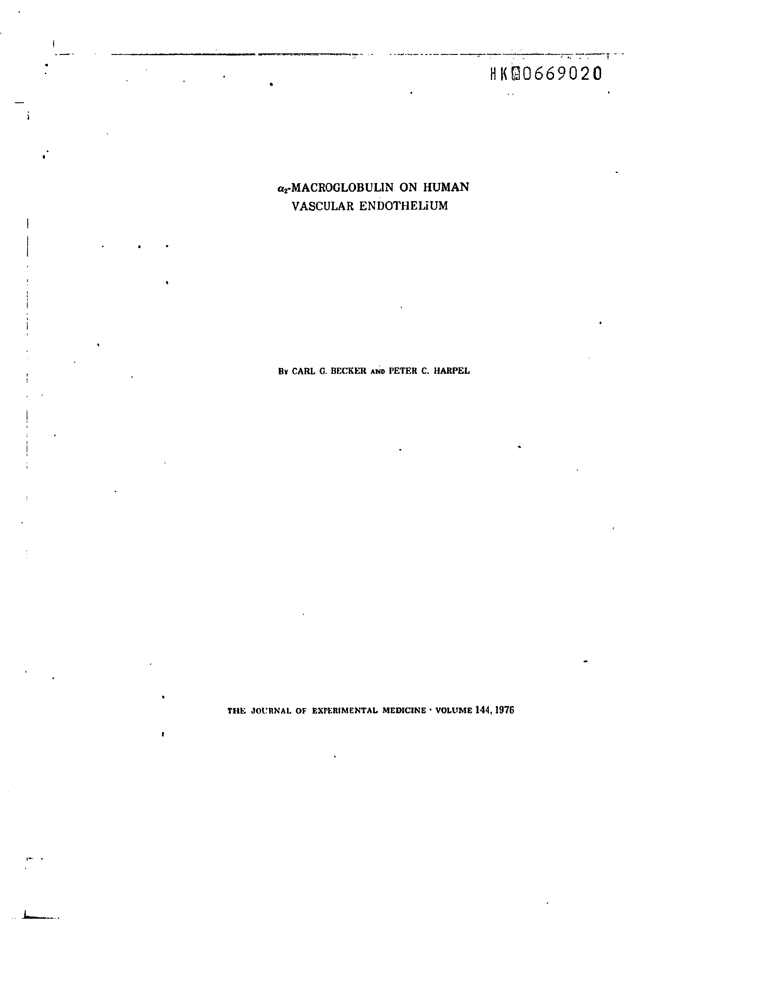 HK00669020
α₂-MACROGLOBULIN ON HUMAN
VASCULAR ENDOTHELIUM
By CARL G. BECKER AND PETER C. HARPEL
THE JOURNAL OF EXPERIMENTAL MEDICINE · VOLUME 144, 1976